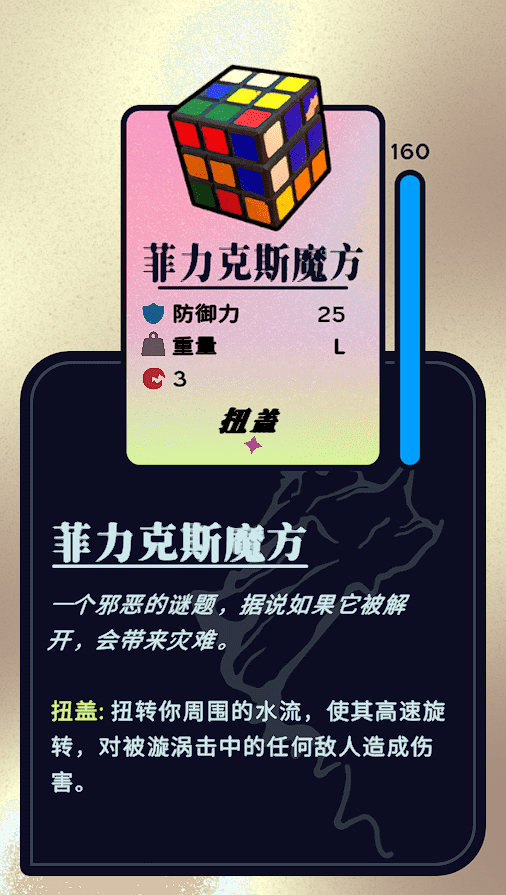 160
菲力克斯魔方
防御力 25
重量 L
3
扭盖
菲力克斯魔方
一个邪恶的谜题，据说如果它被解
开，会带来灾难。
扭盖: 扭转你周围的水流，使其高速旋
转，对被漩涡击中的任何敌人造成伤
害。